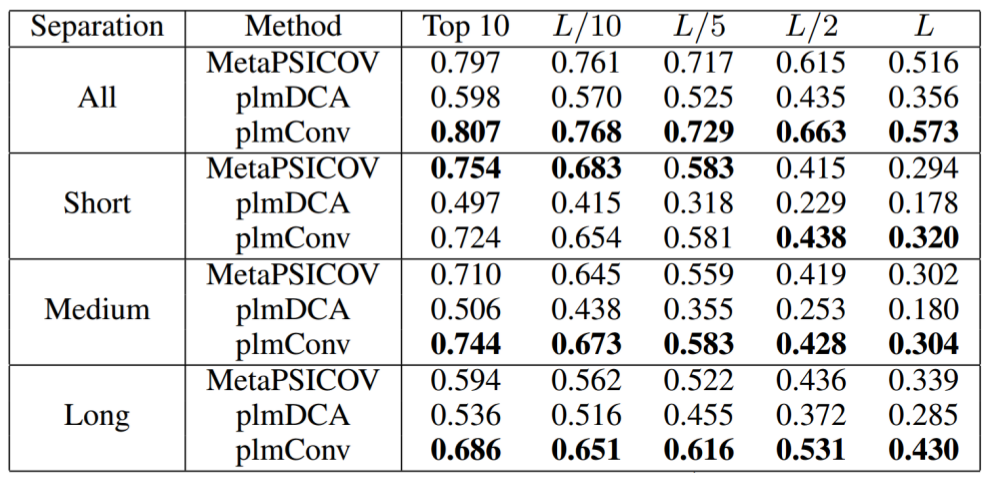 Separation Method Top 10 L/10 L/5 L/2 L
MetaPSICOV 0.797 0.761 0.717 0.615 0.516
All plmDCA 0.598 0.570 0.525 0.435 0.356
plmConv 0.807 0.768 0.729 0.663 0.573
MetaPSICOV 0.754 0.683 0.583 0.415 0.294
Short plmDCA 0.497 0.415 0.318 0.229 0.178
plmConv 0.724 0.654 0.581 0.438 0.320
MetaPSICOV 0.710 0.645 0.559 0.419 0.302
Medium plmDCA 0.506 0.438 0.355 0.253 0.180
plmConv 0.744 0.673 0.583 0.428 0.304
MetaPSICOV 0.594 0.562 0.522 0.436 0.339
Long plmDCA 0.536 0.516 0.455 0.372 0.285
plmConv 0.686 0.651 0.616 0.531 0.430